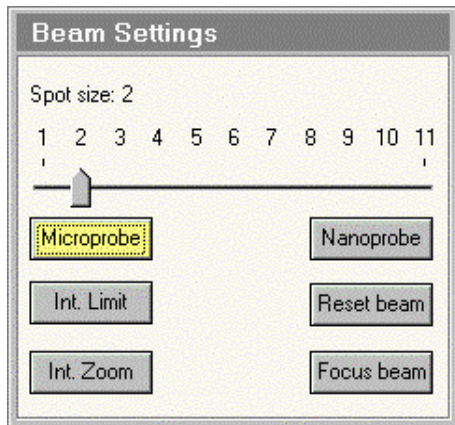 Beam Settings
Spot size: 2
1 2 3 4 5 6 7 8 9 10 11
Microprobe Nanoprobe
Int. Limit Reset beam
Int. Zoom Focus beam